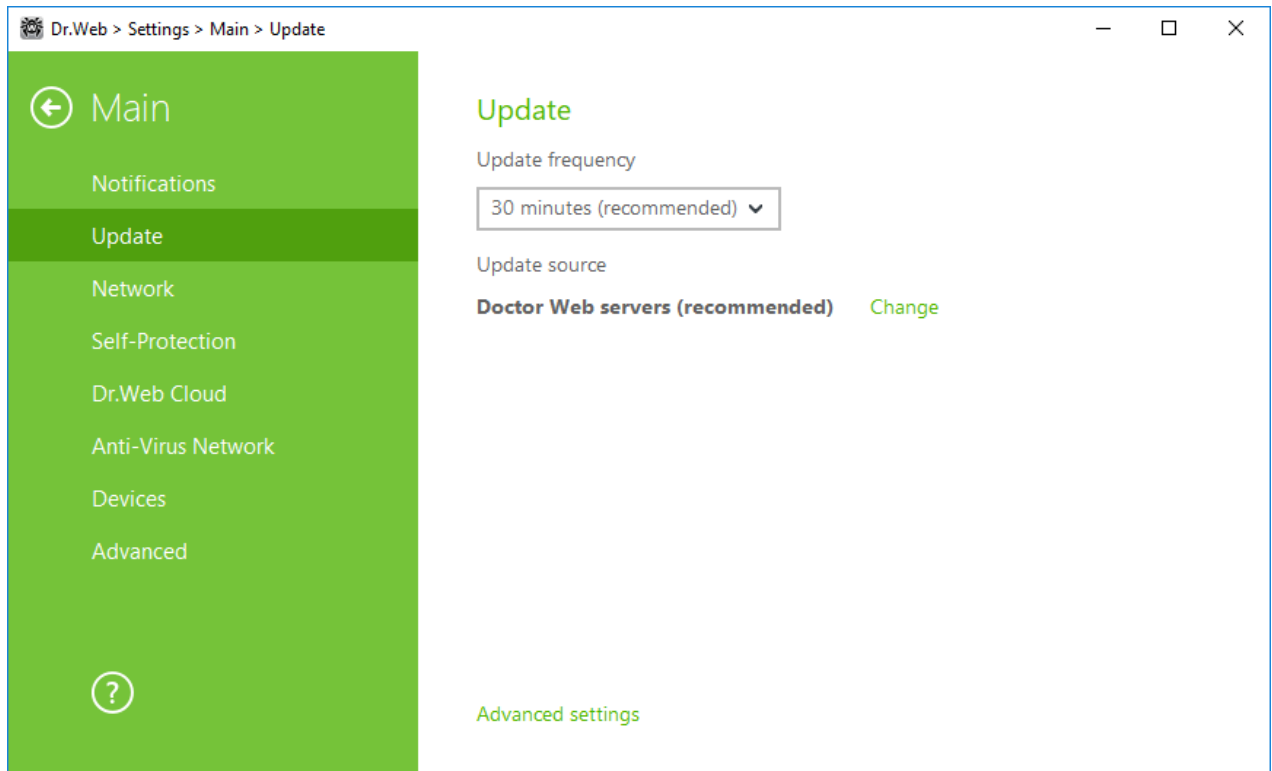 Dr.Web > Settings > Main > Update
Main
Notifications
Update
Network
Self-Protection
Dr.Web Cloud
Anti-Virus Network
Devices
Advanced
?
Update
Update frequency
30 minutes (recommended)
Update source
Doctor Web servers (recommended) Change
Advanced settings